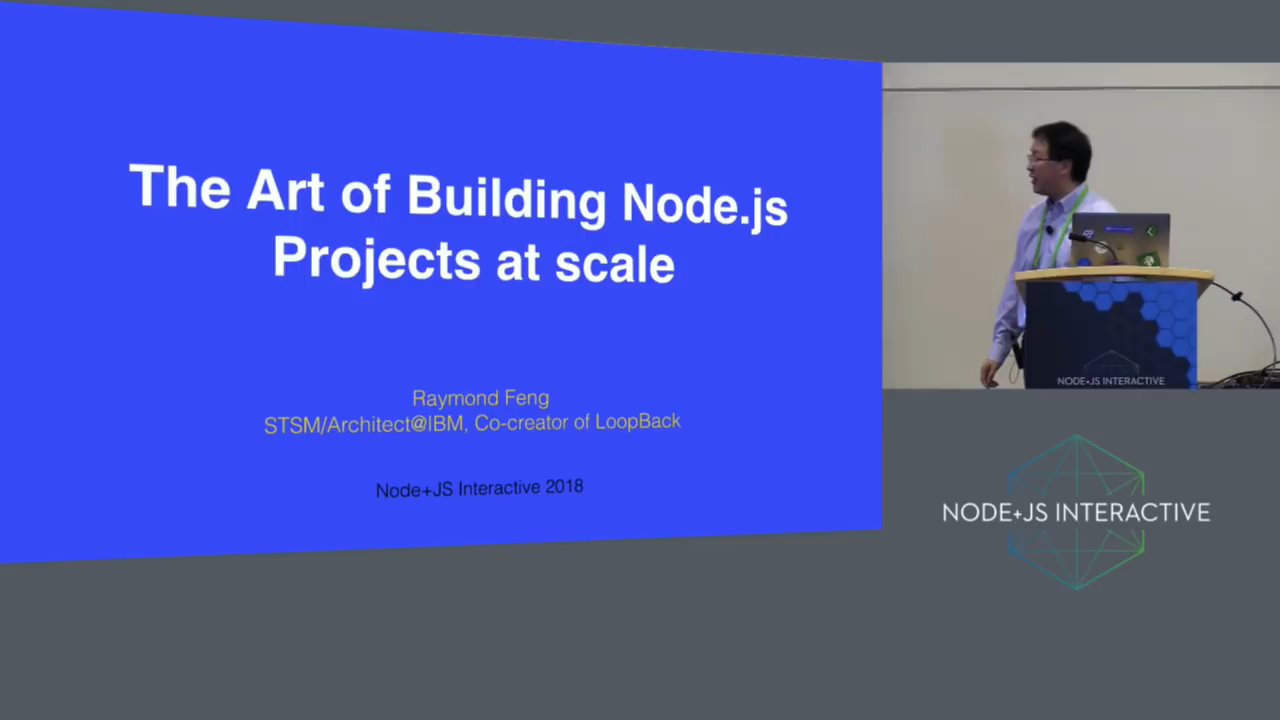 The Art of Building Node.js
Projects at scale
Raymond Feng
STSM/Architect@IBM, Co-creator of LoopBack
Node+JS Interactive 2018
NODE+JS INTERACTIVE
NODE+JS INTERACTIVE